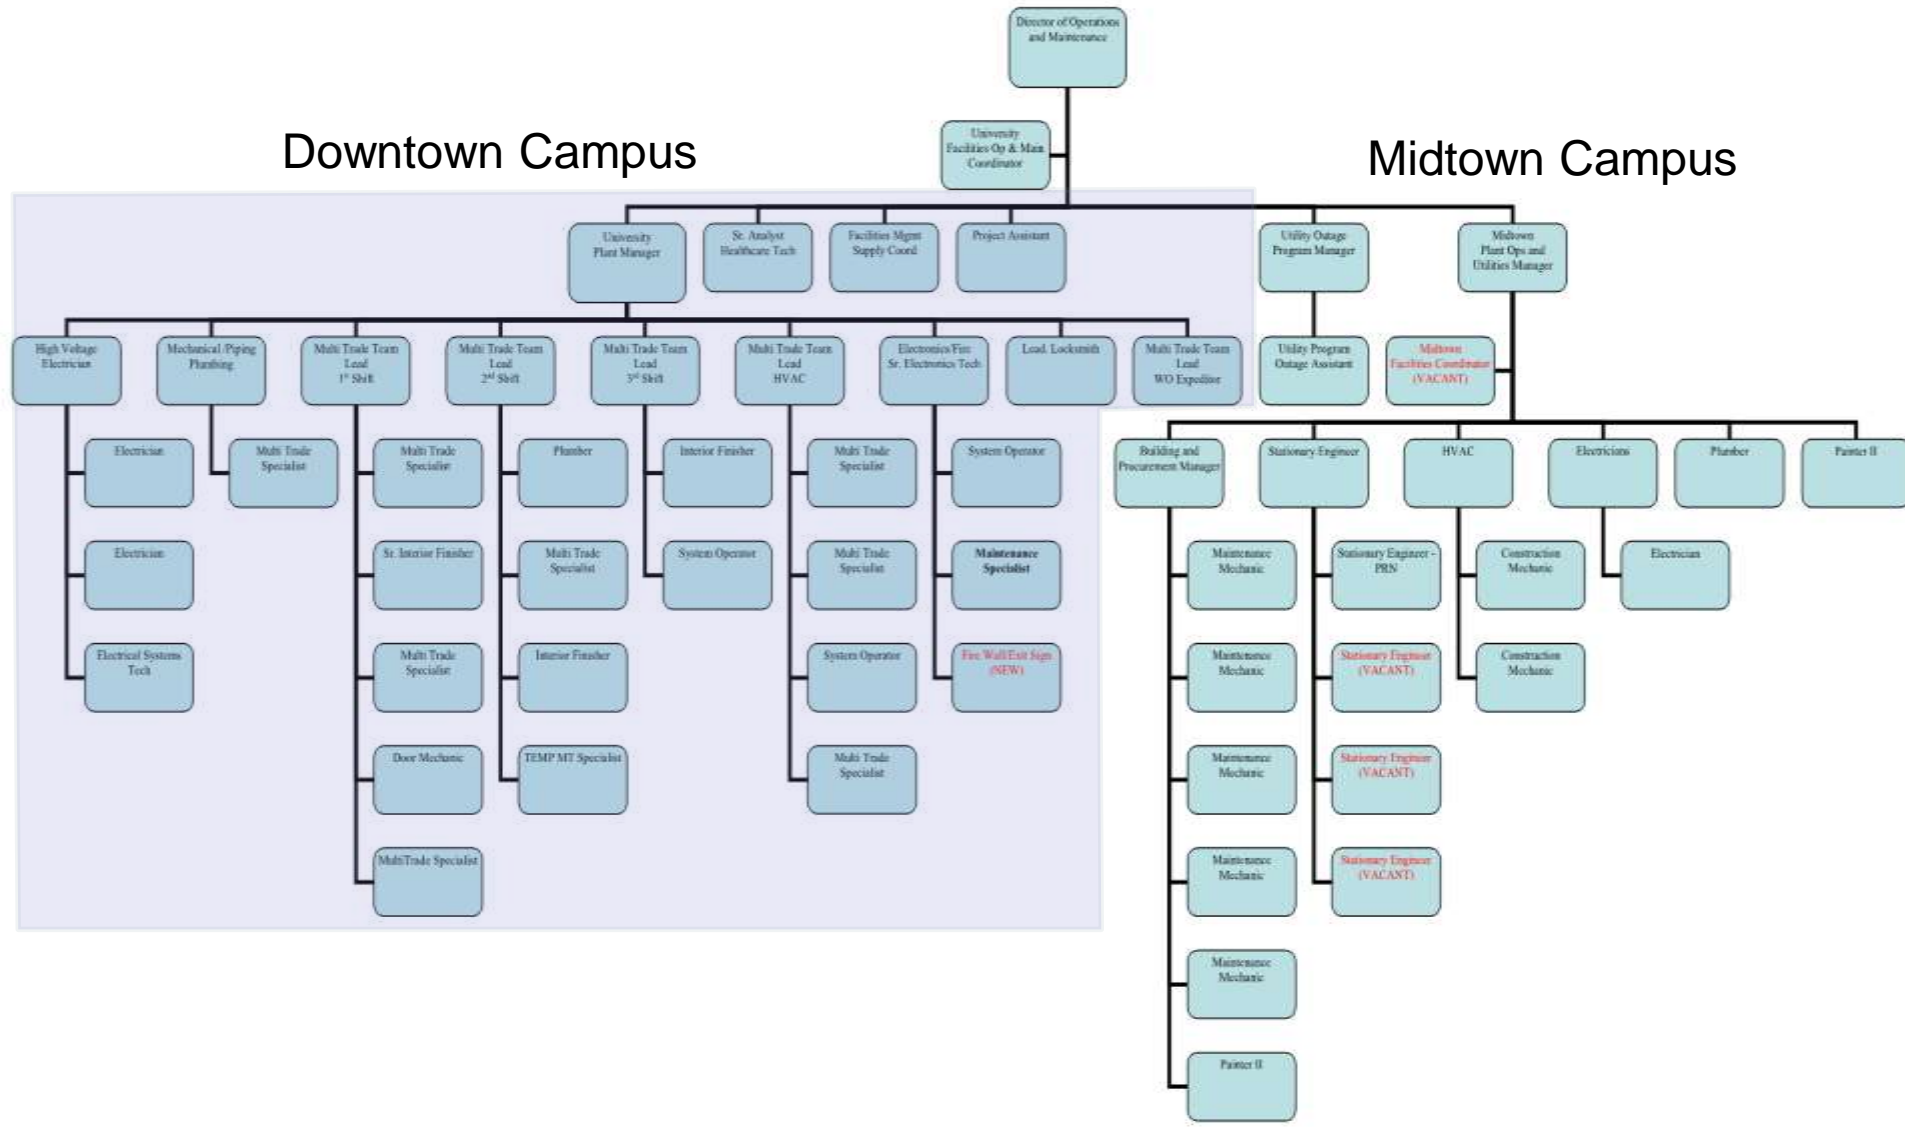 Director of Operations
and Maintenance
University
Facilities Op & Main
Coordinator
Downtown Campus
Midtown Campus
University
Plant Manager
Sr. Analyst
Healthcare Tech
Facilities Mgmt
Supply Coord
Project Assistant
Utility Outage
Program Manager
Midtown
Plant Ops and
Utilities Manager
High Voltage
Electrician
Mechanical /Piping
Plumbing
Multi Trade Team
Lead
1st Shift
Multi Trade Team
Lead
2nd Shift
Multi Trade Team
Lead
3rd Shift
Multi Trade Team
Lead
HVAC
Electronics/Fire
Sr. Electronics Tech
Lead. Locksmith
Multi Trade Team
Lead
WO Expeditor
Utility Program
Outage Assistant
Midtown
Facilities Coordinator
(VACANT)
Electrician
Multi Trade
Specialist
Multi Trade
Specialist
Plumber
Interior Finisher
Multi Trade
Specialist
System Operator
Building and
Procurement Manager
Stationary Engineer
HVAC
Electricians
Plumber
Painter II
Electrician
Sr. Interior Finisher
Multi Trade
Specialist
System Operator
Multi Trade
Specialist
Maintenance
Specialist
Maintenance
Mechanic
Stationary Engineer -
PRN
Construction
Mechanic
Electrician
Electrical Systems
Tech
Multi Trade
Specialist
Interior Finisher
System Operator
Fire Wall/Exit Sign
(NEW)
Maintenance
Mechanic
Stationary Engineer
(VACANT)
Construction
Mechanic
Door Mechanic
TEMP MT Specialist
Multi Trade
Specialist
Maintenance
Mechanic
Stationary Engineer
(VACANT)
MultiTrade Specialist
Maintenance
Mechanic
Stationary Engineer
(VACANT)
Maintenance
Mechanic
Painter II